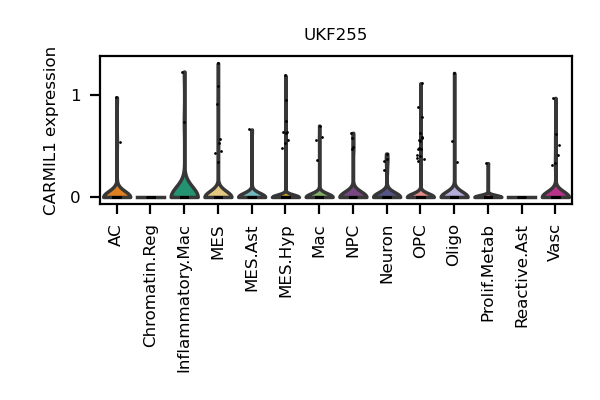 UKF255
CARMIL1 expression
1
0
AC
Chromatin.Reg
Inflammatory.Mac
MES
MES.Ast
MES.Hyp
Mac
NPC
Neuron
OPC
Oligo
Prolif.Metab
Reactive.Ast
Vasc